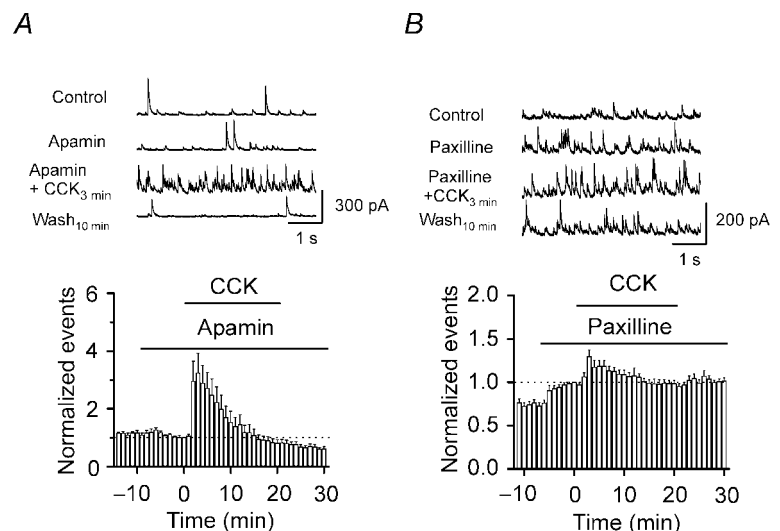 A
Control
Apamin
Apamin
+ CCK3 min
Wash10 min
300 pA
1 s
CCK
Apamin
Normalized events
6
4
2
0
–10 0 10 20 30
Time (min)
B
Control
Paxilline
Paxilline
+CCK3 min
Wash10 min
200 pA
1 s
CCK
Paxilline
Normalized events
2.0
1.5
1.0
0.5
0.0
–10 0 10 20 30
Time (min)